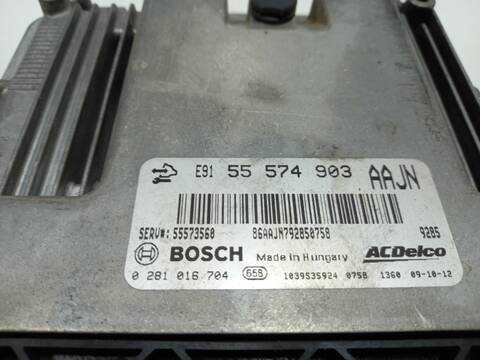 E91 55 574 903 AAJN
SERV#: 55573560 86AAJN792850758 9285
BOSCH Made in Hungary ACDelco
0 281 016 704 658 1039S35924 0758 1360 09-10-12